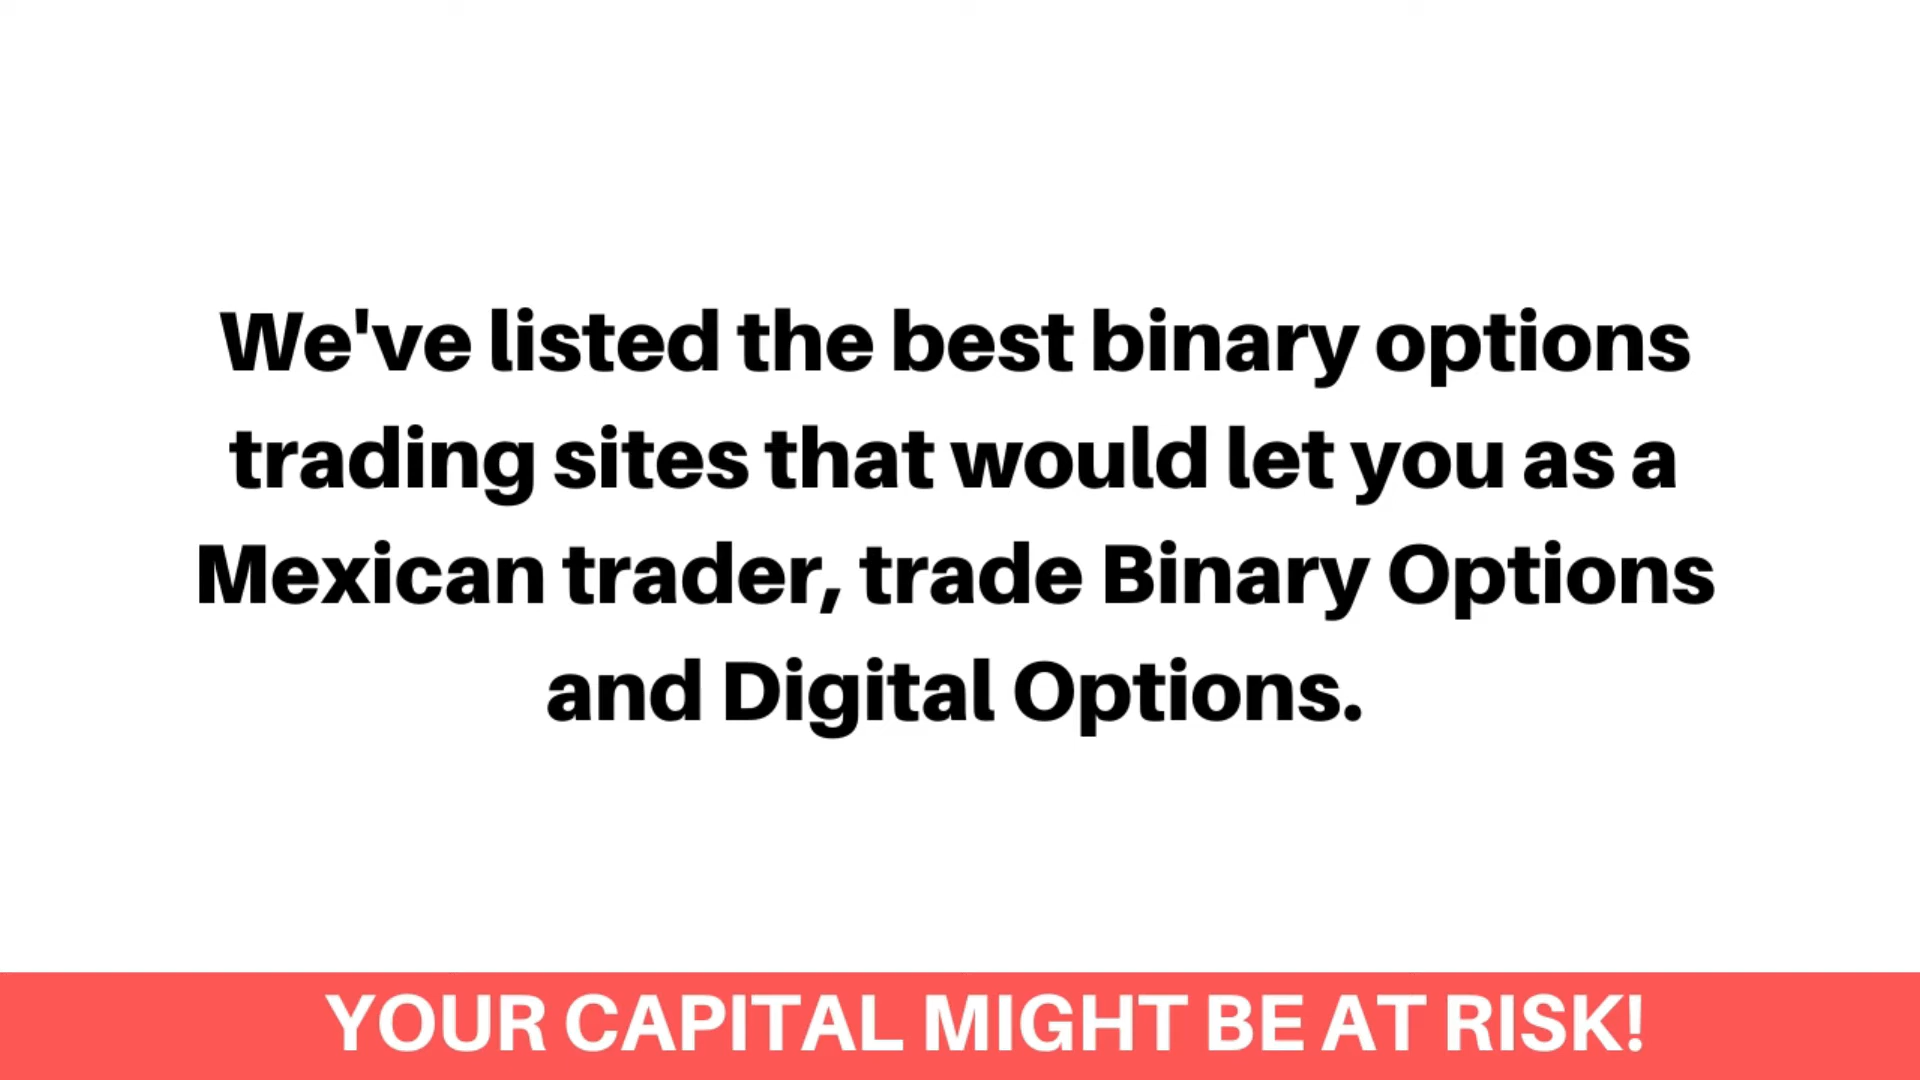 We've listed the best binary options
trading sites that would let you as a
Mexican trader, trade Binary Options
and Digital Options.
YOUR CAPITAL MIGHT BE AT RISK!